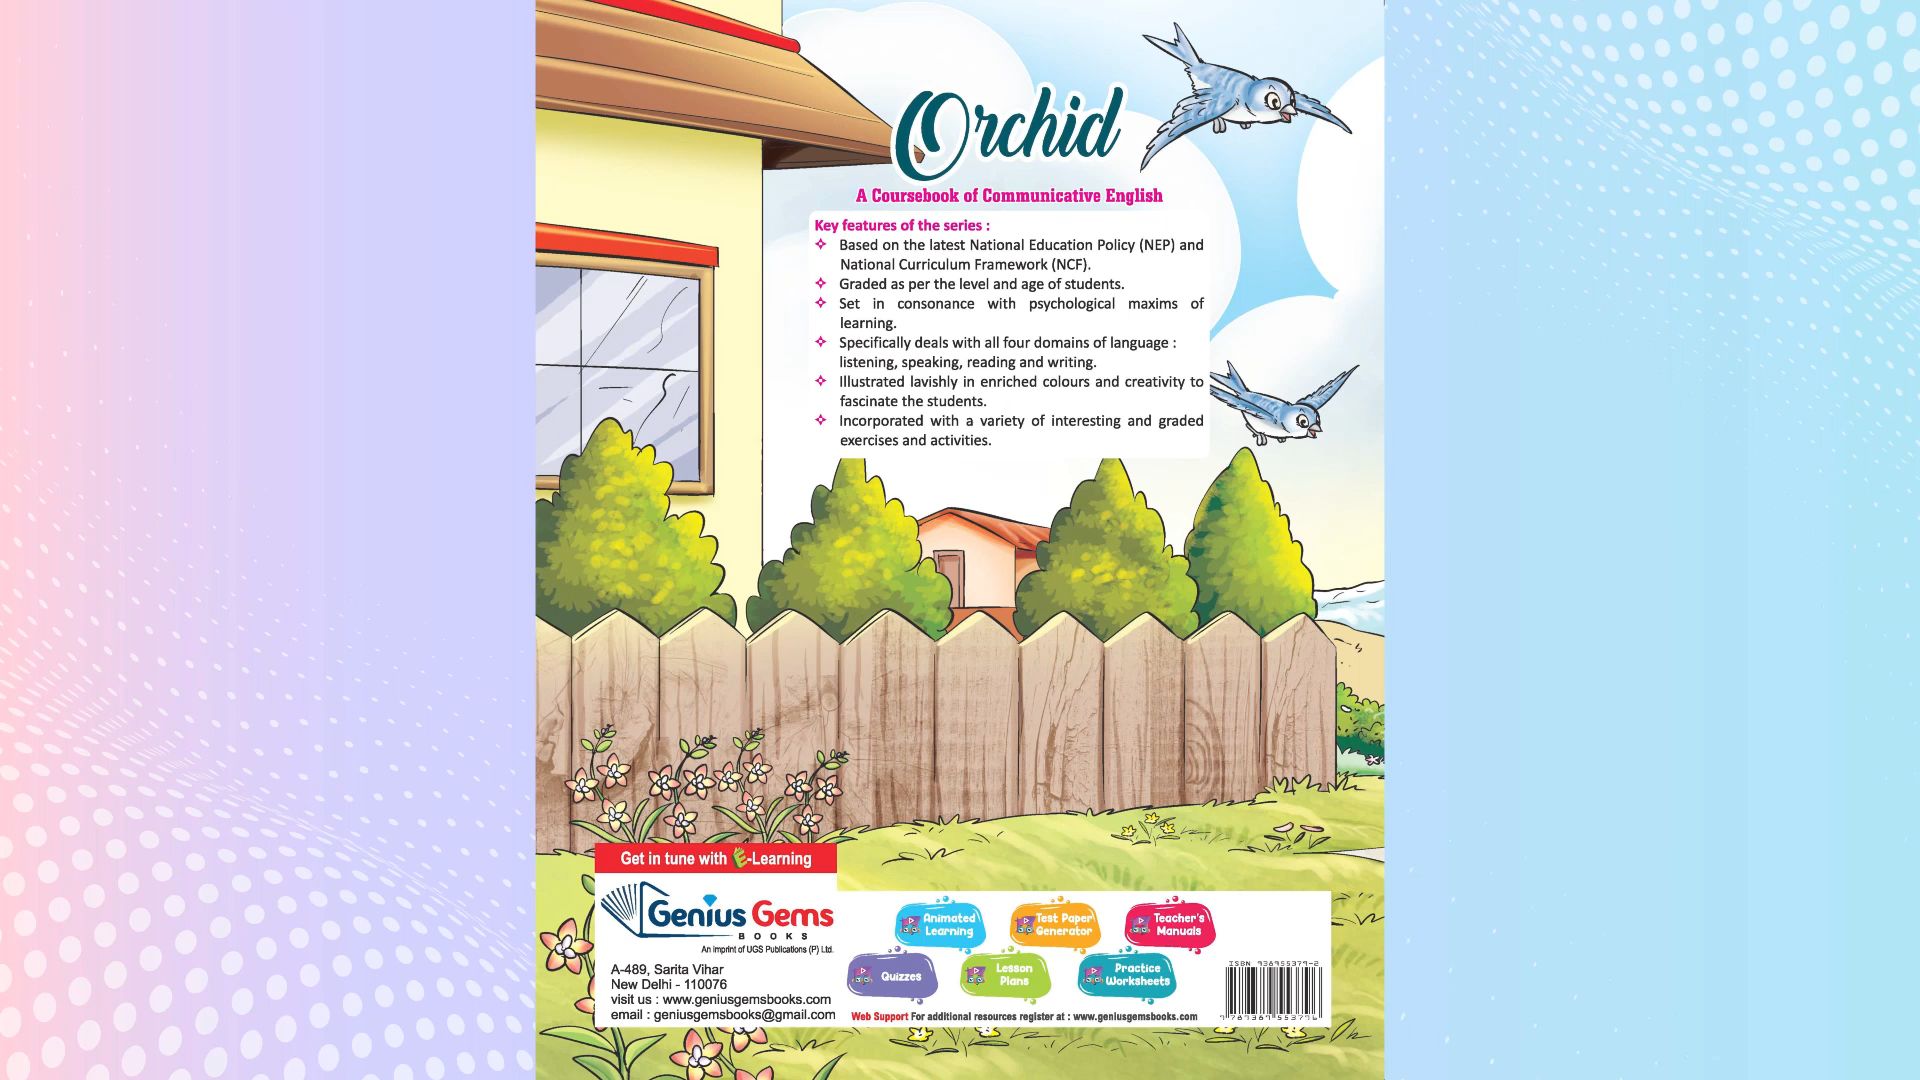 Orchid
A Coursebook of Communicative English
Key features of the series :
Based on the latest National Education Policy (NEP) and
National Curriculum Framework (NCF).
Graded as per the level and age of students.
Set in consonance with psychological maxims of
learning.
Specifically deals with all four domains of language :
listening, speaking, reading and writing.
Illustrated lavishly in enriched colours and creativity to
fascinate the students.
Incorporated with a variety of interesting and graded
exercises and activities.
Get in tune with E-Learning
Genius Gems
BOOKS
An imprint of UGS Publications (P) Ltd.
A-489, Sarita Vihar
New Delhi - 110076
visit us : www.geniusgemsbooks.com
email : geniusgemsbooks@gmail.com
Animated
Learning
Test Paper
Generator
Teacher's
Manuals
Quizzes
Lesson
Plans
Practice
Worksheets
Web Support For additional resources register at : www.geniusgemsbooks.com
ISBN